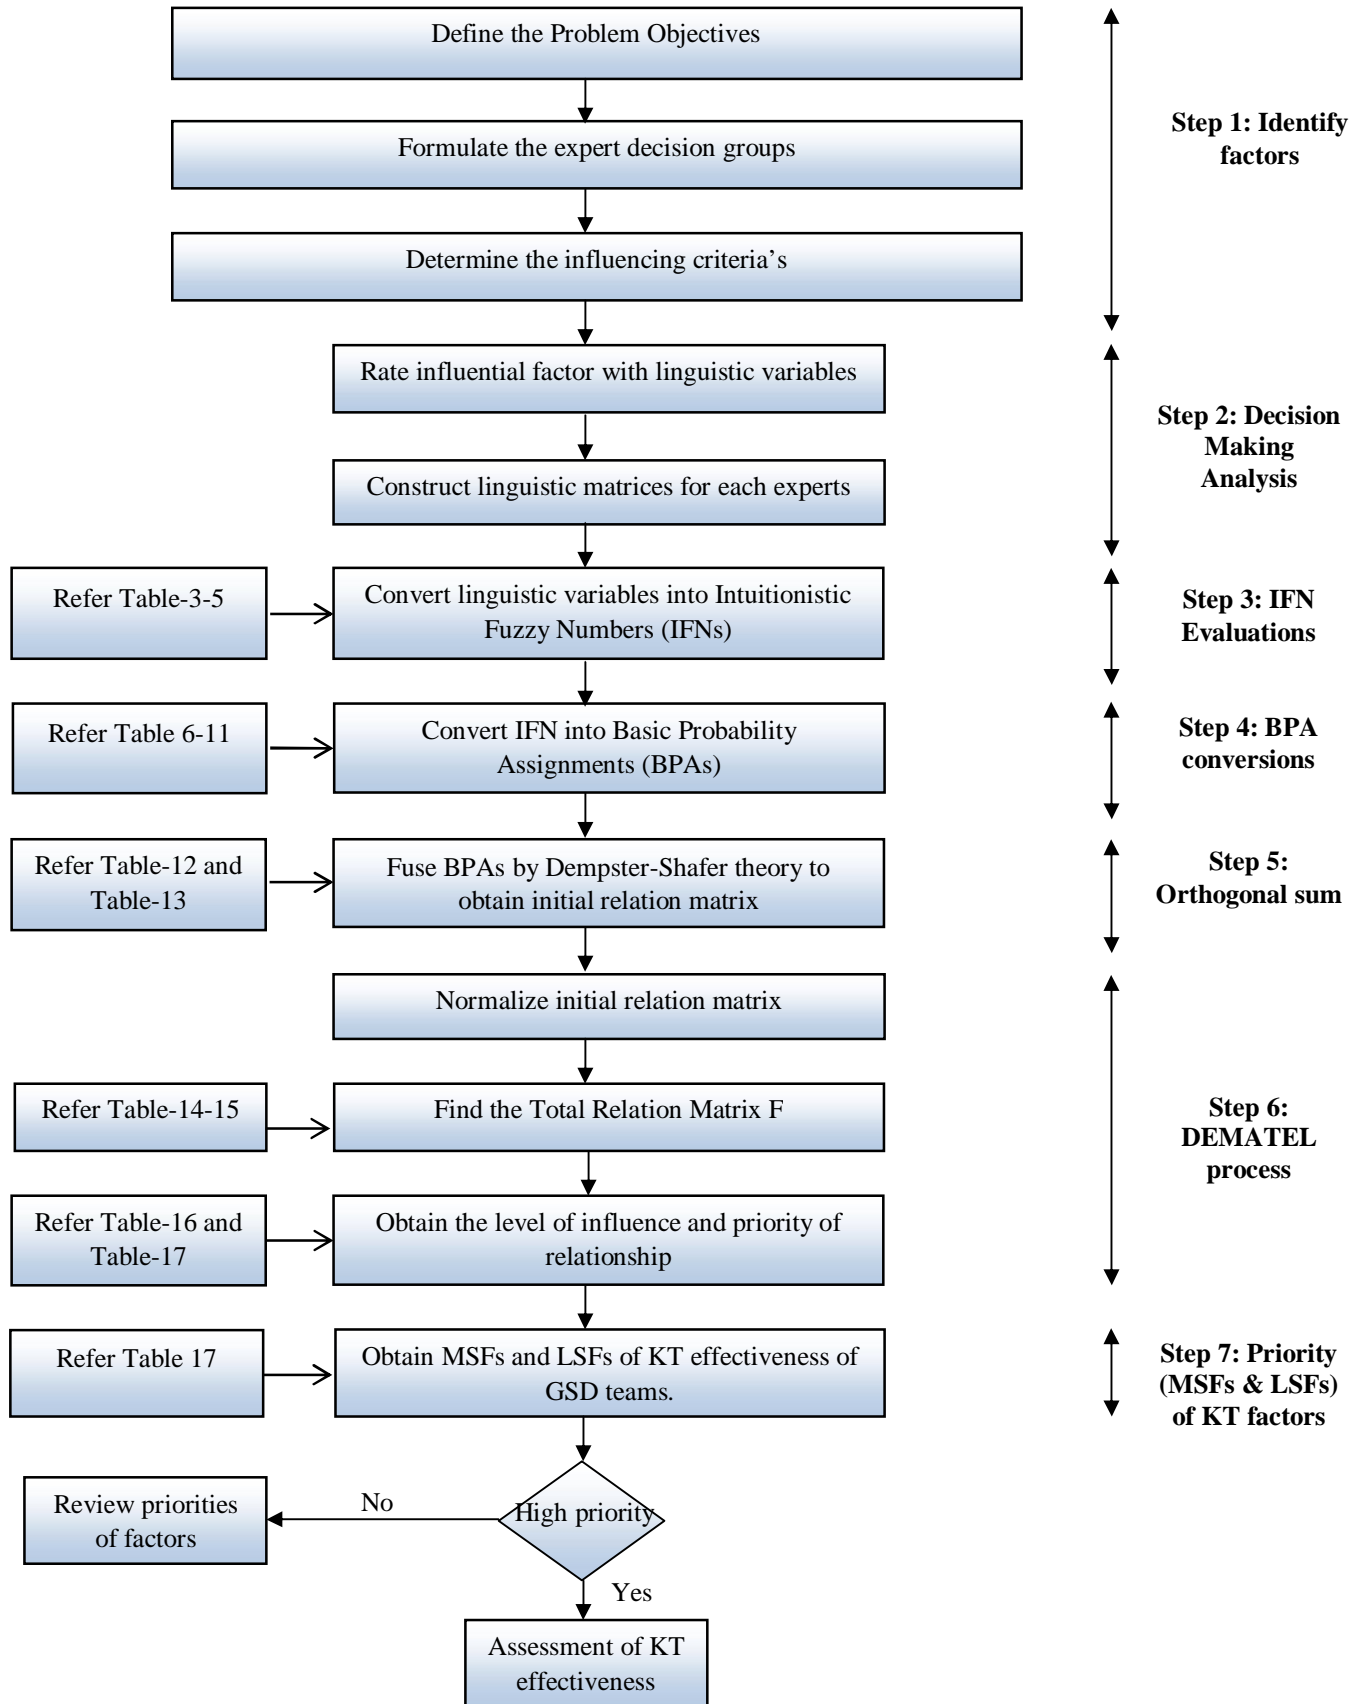 Define the Problem Objectives
Formulate the expert decision groups
Determine the influencing criteria’s
Step 1: Identify
factors
Rate influential factor with linguistic variables
Construct linguistic matrices for each experts
Step 2: Decision
Making
Analysis
Refer Table-3-5
Convert linguistic variables into Intuitionistic
Fuzzy Numbers (IFNs)
Step 3: IFN
Evaluations
Refer Table 6-11
Convert IFN into Basic Probability
Assignments (BPAs)
Step 4: BPA
conversions
Refer Table-12 and
Table-13
Fuse BPAs by Dempster-Shafer theory to
obtain initial relation matrix
Step 5:
Orthogonal sum
Normalize initial relation matrix
Refer Table-14-15
Find the Total Relation Matrix F
Step 6:
DEMATEL
process
Refer Table-16 and
Table-17
Obtain the level of influence and priority of
relationship
Refer Table 17
Obtain MSFs and LSFs of KT effectiveness of
GSD teams.
Step 7: Priority
(MSFs & LSFs)
of KT factors
High priority
No
Review priorities
of factors
Yes
Assessment of KT
effectiveness